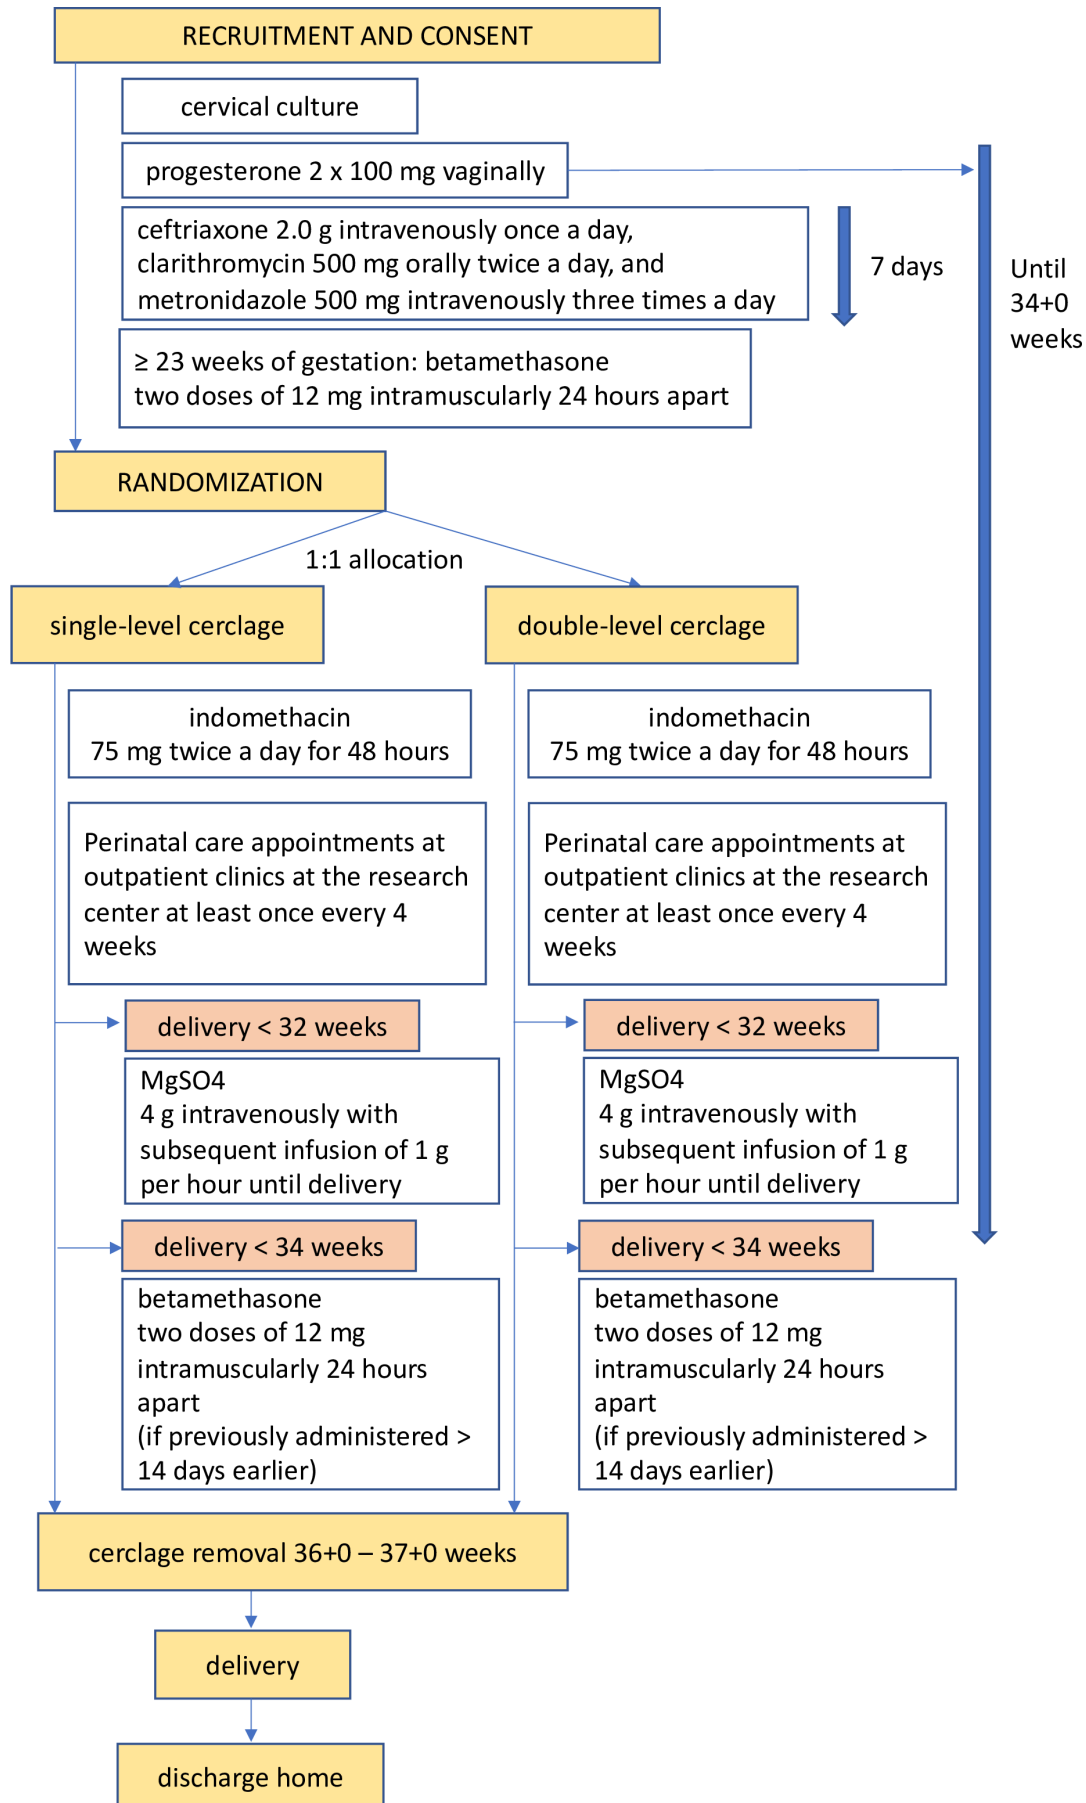 RECRUITMENT AND CONSENT
cervical culture
progesterone 2 x 100 mg vaginally
ceftriaxone 2.0 g intravenously once a day,
clarithromycin 500 mg orally twice a day, and
metronidazole 500 mg intravenously three times a day
7 days
Until
34+0
weeks
≥ 23 weeks of gestation: betamethasone
two doses of 12 mg intramuscularly 24 hours apart
RANDOMIZATION
1:1 allocation
single-level cerclage
indomethacin
75 mg twice a day for 48 hours
Perinatal care appointments at
outpatient clinics at the research
center at least once every 4
weeks
delivery < 32 weeks
MgSO4
4 g intravenously with
subsequent infusion of 1 g
per hour until delivery
delivery < 34 weeks
betamethasone
two doses of 12 mg
intramuscularly 24 hours
apart
(if previously administered >
14 days earlier)
double-level cerclage
indomethacin
75 mg twice a day for 48 hours
Perinatal care appointments at
outpatient clinics at the research
center at least once every 4
weeks
delivery < 32 weeks
MgSO4
4 g intravenously with
subsequent infusion of 1 g
per hour until delivery
delivery < 34 weeks
betamethasone
two doses of 12 mg
intramuscularly 24 hours
apart
(if previously administered >
14 days earlier)
cerclage removal 36+0 – 37+0 weeks
delivery
discharge home